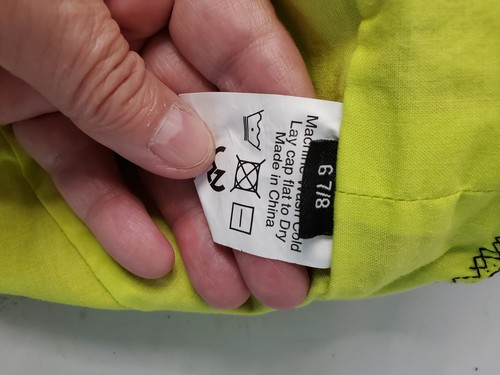 Machine Wash Cold
Lay cap flat to Dry
Made in China
6 7/8